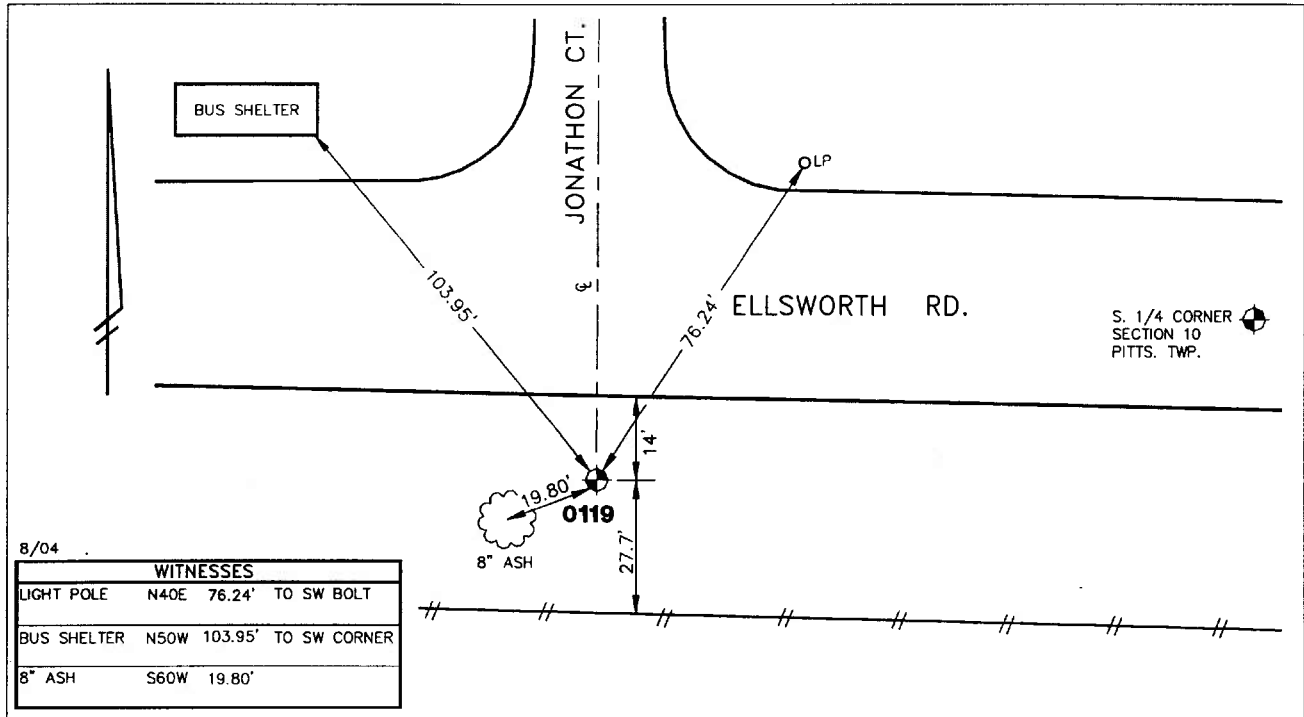 JONATHON CT.
BUS SHELTER
LP
103.95'
76.24'
ELLSWORTH RD.
S. 1/4 CORNER
SECTION 10
PITTS. TWP.
14'
19.80'
0119
27.7'
8" ASH
8/04
WITNESSES
LIGHT POLE N40E 76.24' TO SW BOLT
BUS SHELTER N50W 103.95' TO SW CORNER
8" ASH S60W 19.80'